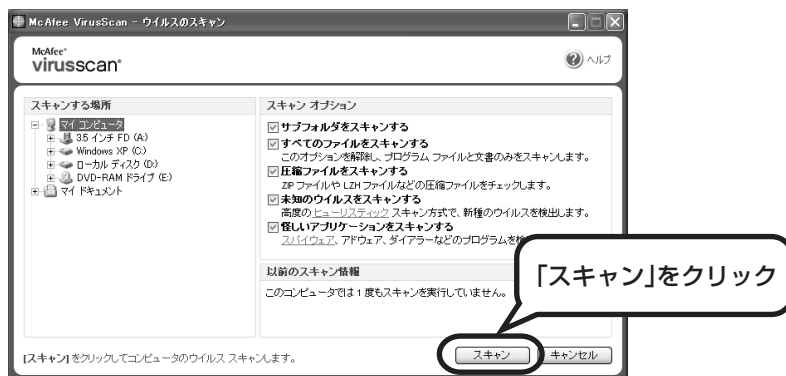 McAfee VirusScan - ウイルスのスキャン
McAfee®
virusscan®
ヘルプ
スキャンする場所
マイ コンピュータ
3.5 インチ FD (A:)
Windows XP (C:)
ローカル ディスク (D:)
DVD-RAM ドライブ (E:)
マイ ドキュメント
スキャン オプション
サブフォルダをスキャンする
すべてのファイルをスキャンする
このオプションを解除し、プログラム ファイルと文書のみをスキャンします。
圧縮ファイルをスキャンする
ZIP ファイルや LZH ファイルなどの圧縮ファイルをチェックします。
未知のウイルスをスキャンする
高度のヒューリスティック スキャン方式で、新種のウイルスを検出します。
怪しいアプリケーションをスキャンする
スパイウェア、アドウェア、ダイアラーなどのプログラムを検
以前のスキャン情報
このコンピュータでは 1 度もスキャンを実行していません。
「スキャン」をクリック
[スキャン] をクリックしてコンピュータのウイルス スキャンします。
スキャン
キャンセル